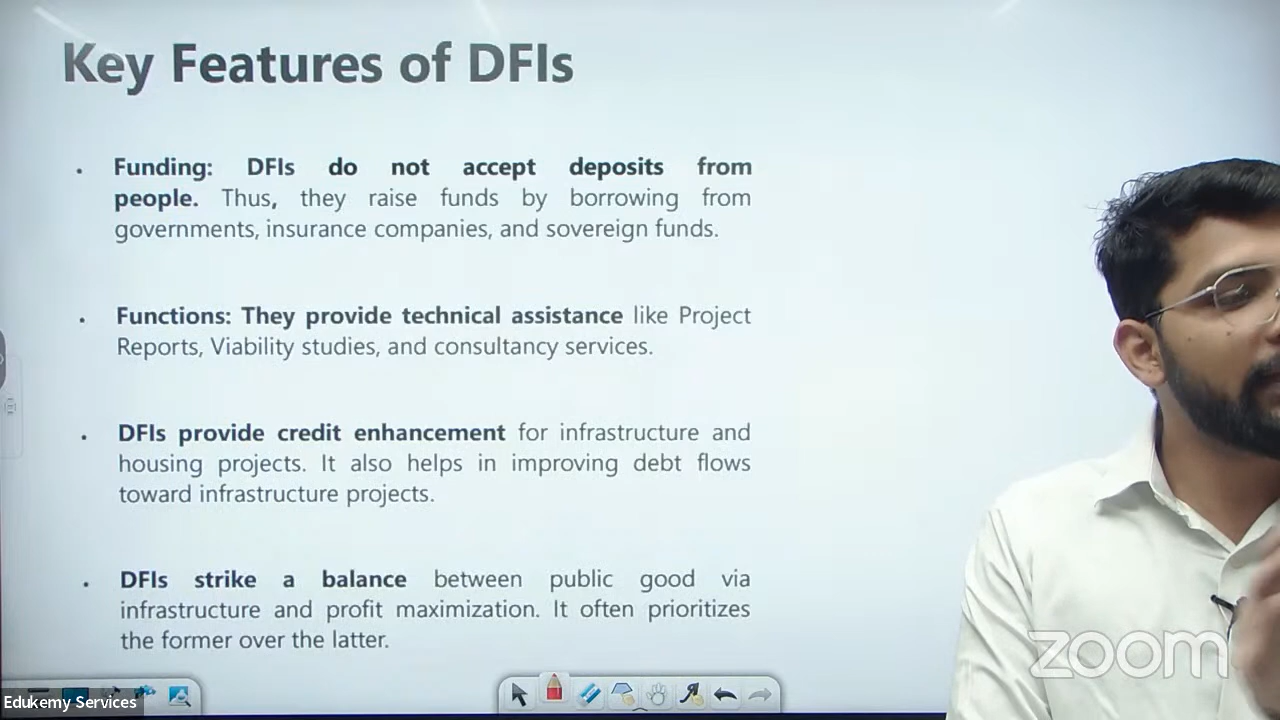 Key Features of DFIs
• Funding: DFIs do not accept deposits from
people. Thus, they raise funds by borrowing from
governments, insurance companies, and sovereign funds.
• Functions: They provide technical assistance like Project
Reports, Viability studies, and consultancy services.
• DFIs provide credit enhancement for infrastructure and
housing projects. It also helps in improving debt flows
toward infrastructure projects.
• DFIs strike a balance between public good via
infrastructure and profit maximization. It often prioritizes
the former over the latter.
zoom
Edukemy Services